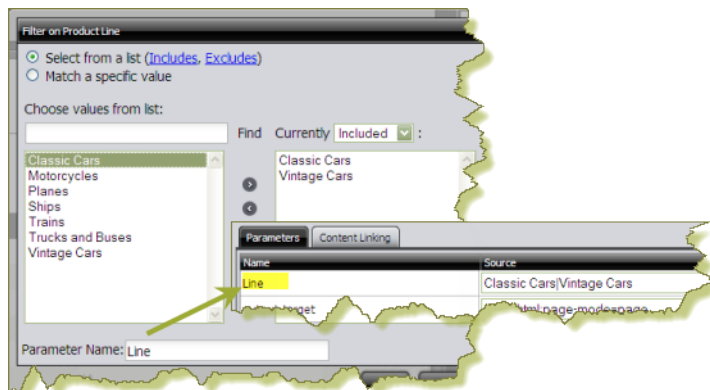 Filter on Product Line
Select from a list (Includes, Excludes)
Match a specific value
Choose values from list:
Find Currently Included :
Classic Cars
Motorcycles
Planes
Ships
Trains
Trucks and Buses
Vintage Cars
Classic Cars
Vintage Cars
Parameters Content Linking
Name Source
Line Classic Cars|Vintage Cars
Parameter Name: Line